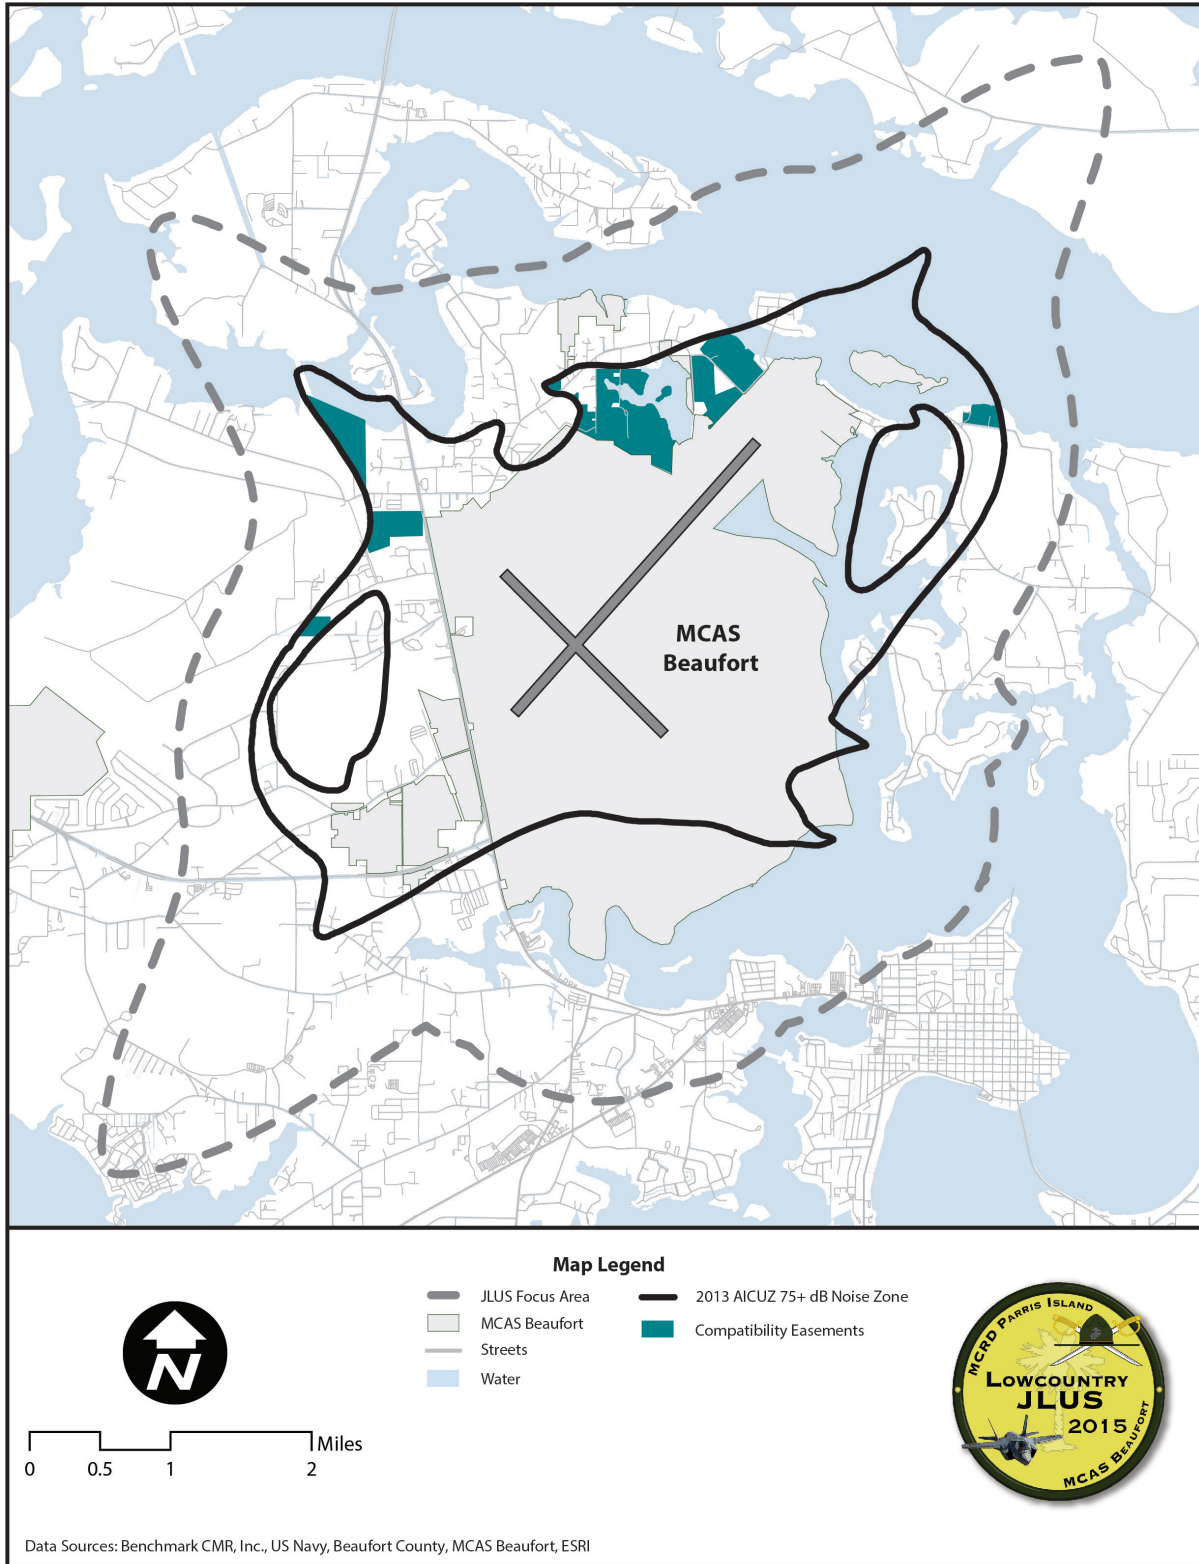 MCAS
Beaufort
Map Legend
JLUS Focus Area
MCAS Beaufort
Streets
Water
2013 AICUZ 75+ dB Noise Zone
Compatibility Easements
N
Miles
0 0.5 1 2
MCRD Parris Island
Lowcountry
JLUS
2015
MCAS Beaufort
Data Sources: Benchmark CMR, Inc., US Navy, Beaufort County, MCAS Beaufort, ESRI